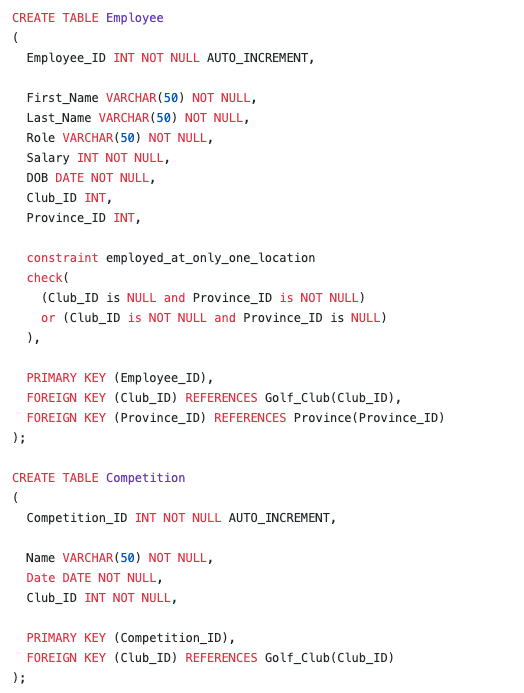 CREATE TABLE Employee
(
  Employee_ID INT NOT NULL AUTO_INCREMENT,

  First_Name VARCHAR(50) NOT NULL,
  Last_Name VARCHAR(50) NOT NULL,
  Role VARCHAR(50) NOT NULL,
  Salary INT NOT NULL,
  DOB DATE NOT NULL,
  Club_ID INT,
  Province_ID INT,

  constraint employed_at_only_one_location
  check(
    (Club_ID is NULL and Province_ID is NOT NULL)
    or (Club_ID is NOT NULL and Province_ID is NULL)
  ),

  PRIMARY KEY (Employee_ID),
  FOREIGN KEY (Club_ID) REFERENCES Golf_Club(Club_ID),
  FOREIGN KEY (Province_ID) REFERENCES Province(Province_ID)
);

CREATE TABLE Competition
(
  Competition_ID INT NOT NULL AUTO_INCREMENT,

  Name VARCHAR(50) NOT NULL,
  Date DATE NOT NULL,
  Club_ID INT NOT NULL,

  PRIMARY KEY (Competition_ID),
  FOREIGN KEY (Club_ID) REFERENCES Golf_Club(Club_ID)
);